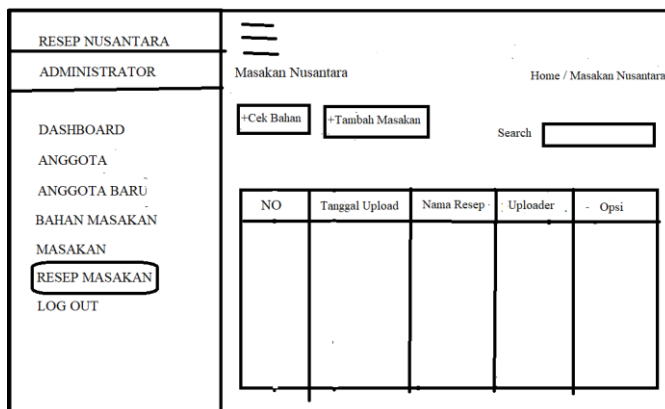 RESEP NUSANTARA
ADMINISTRATOR
DASHBOARD
ANGGOTA
ANGGOTA BARU
BAHAN MASAKAN
MASAKAN
RESEP MASAKAN
LOG OUT
Masakan Nusantara
Home / Masakan Nusantara
+Cek Bahan
+Tambah Masakan
Search
NO Tanggal Upload Nama Resep Uploader Opsi